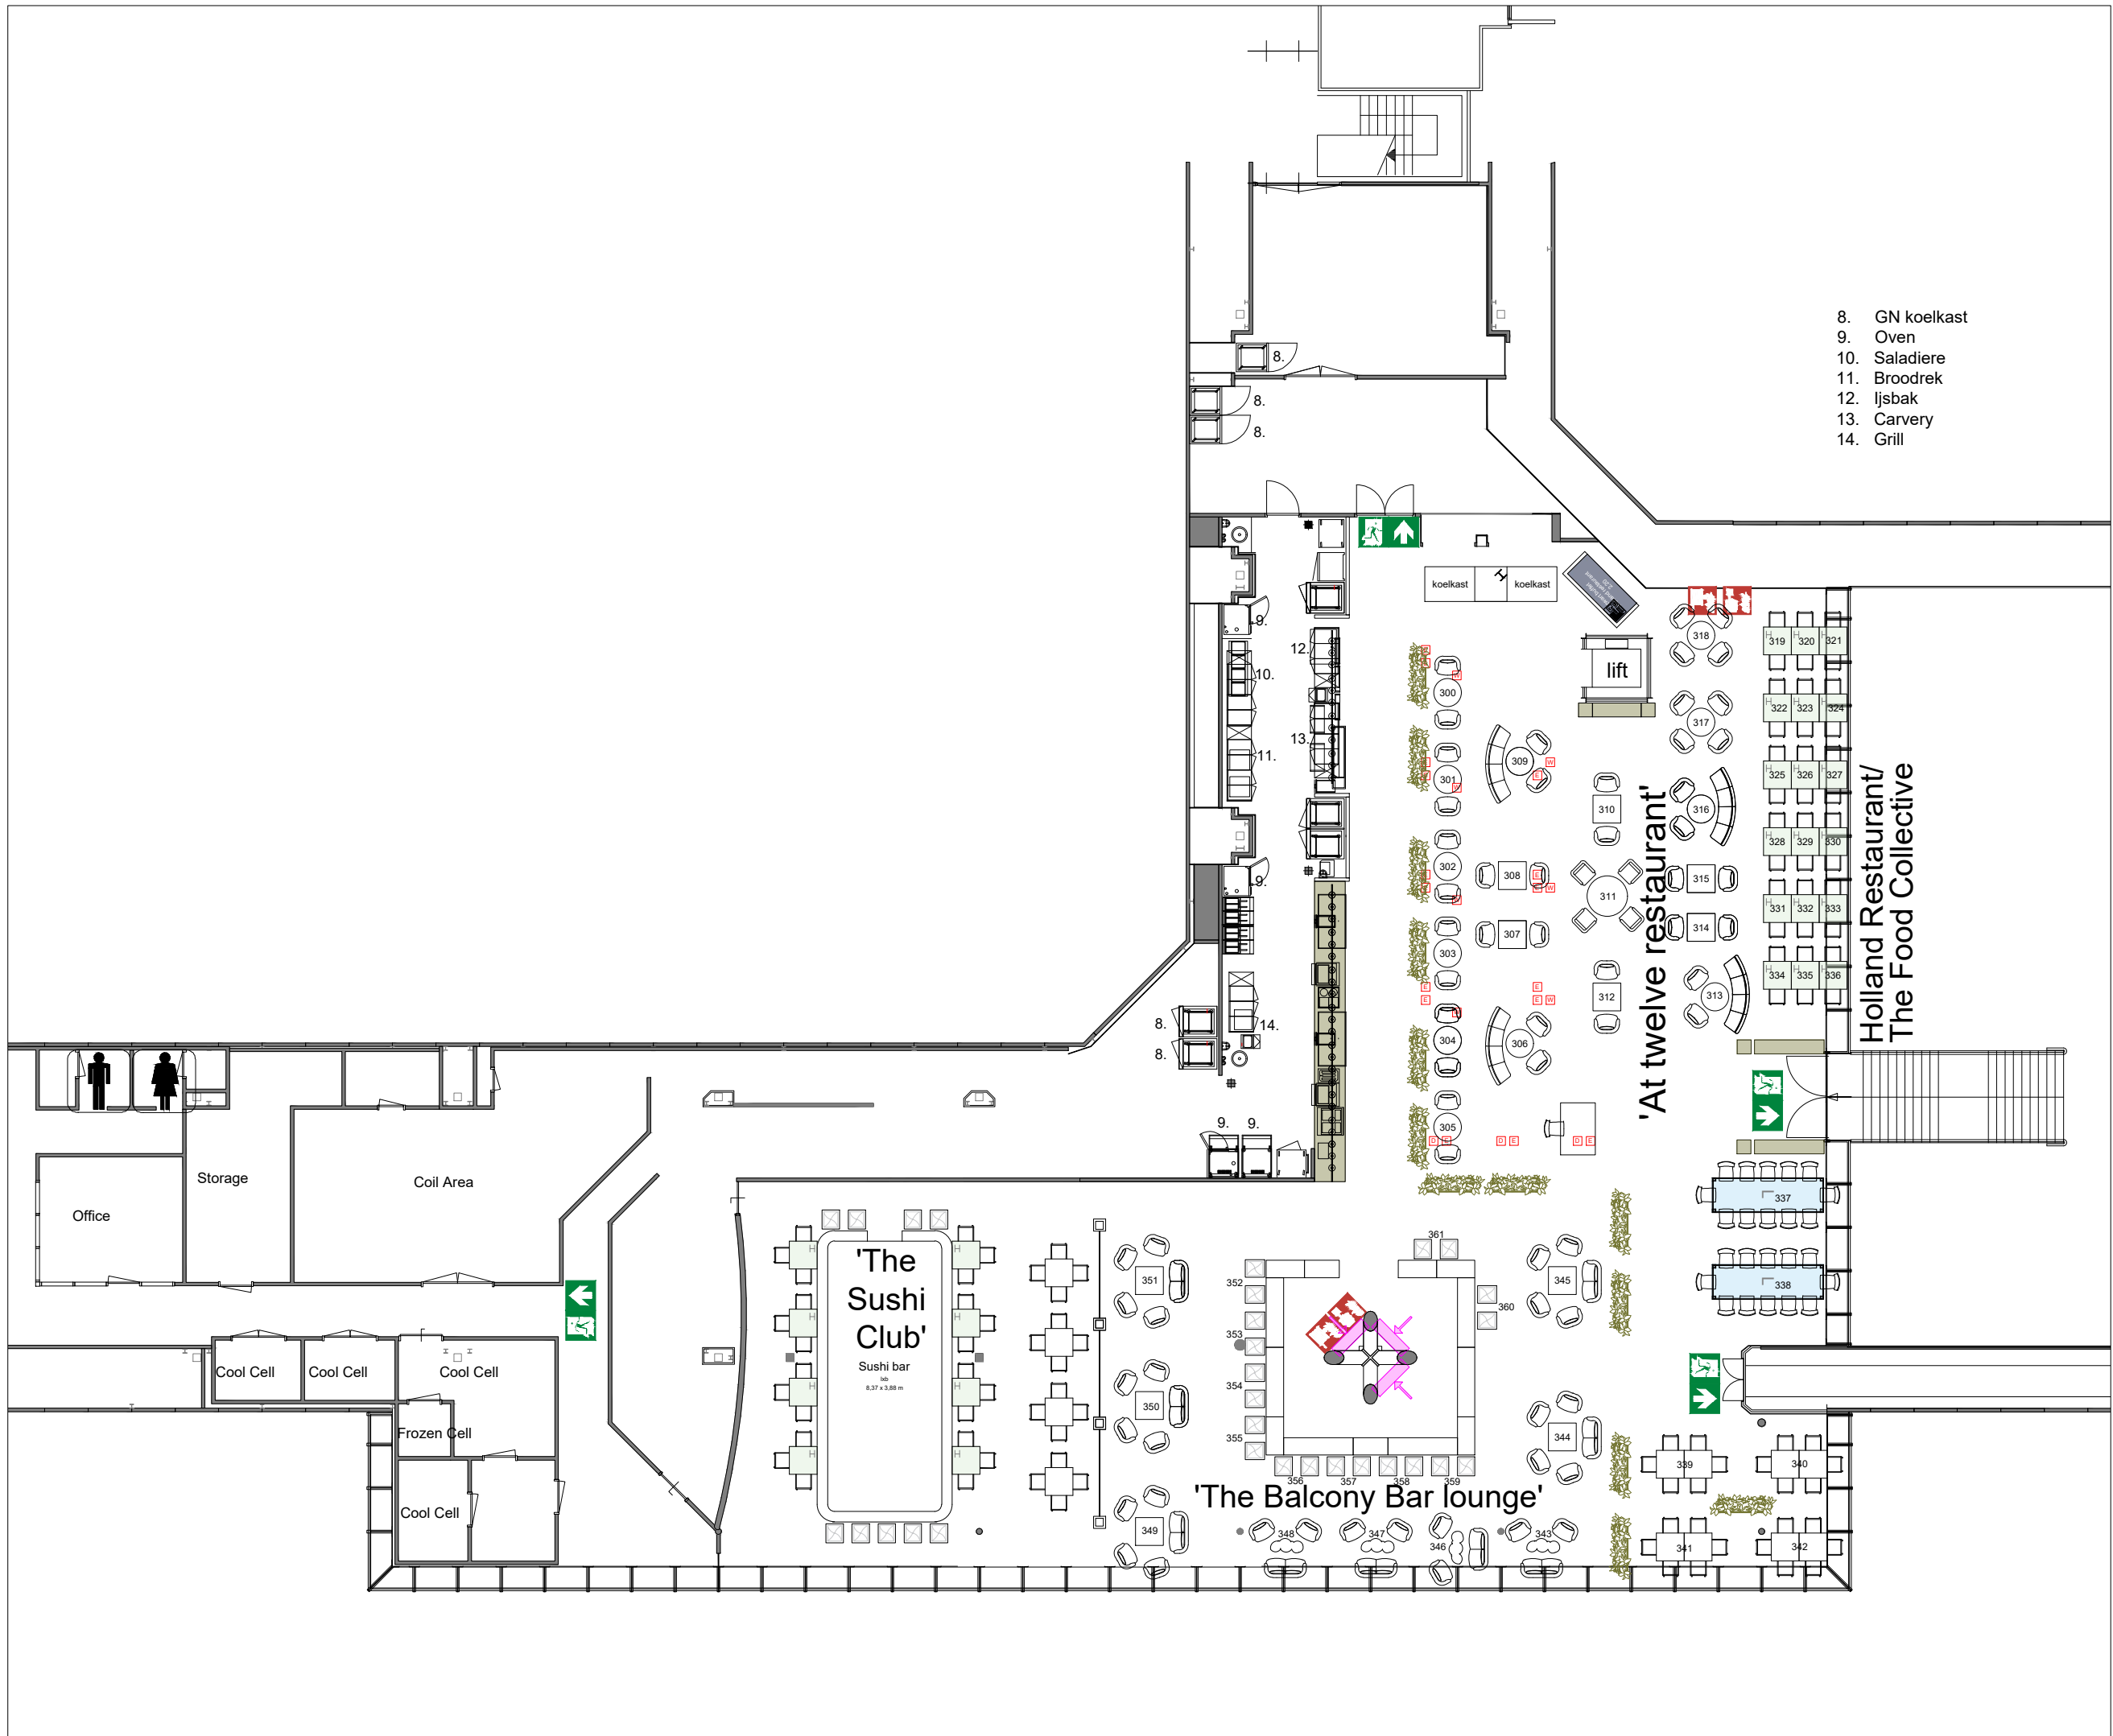 8. GN koelkast
9. Oven
10. Saladiere
11. Broodrek
12. Ijsbak
13. Carvery
14. Grill
8.
8.
8.
koelkast
koelkast
lift
9.
10.
11.
12.
13.
9.
14.
8.
8.
9.
9.
300
301
302
303
304
305
306
307
308
309
310
311
312
313
314
315
316
317
318
319 320 321
322 323 324
325 326 327
328 329 330
331 332 333
334 335 336
'At twelve restaurant'
Holland Restaurant/
The Food Collective
E
W
E
W
E
E
W
E
E
E
W
D E
D E
D E
337
338
339
340
341
342
343
344
345
346
347
348
349
350
351
352
353
354
355
356
357
358
359
360
361
'The Balcony Bar lounge'
'The
Sushi
Club'
Sushi bar
lxb
8,37 x 3,88 m
Storage
Coil Area
Office
Cool Cell
Cool Cell
Cool Cell
Frozen Cell
Cool Cell